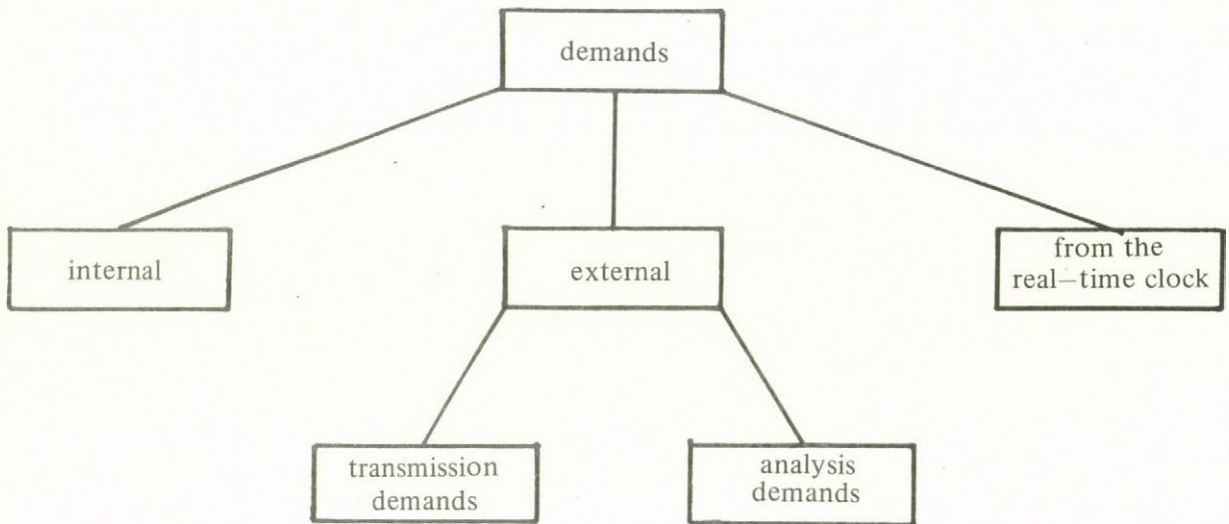 demands
internal
external
from the
real—time clock
transmission
demands
analysis
demands